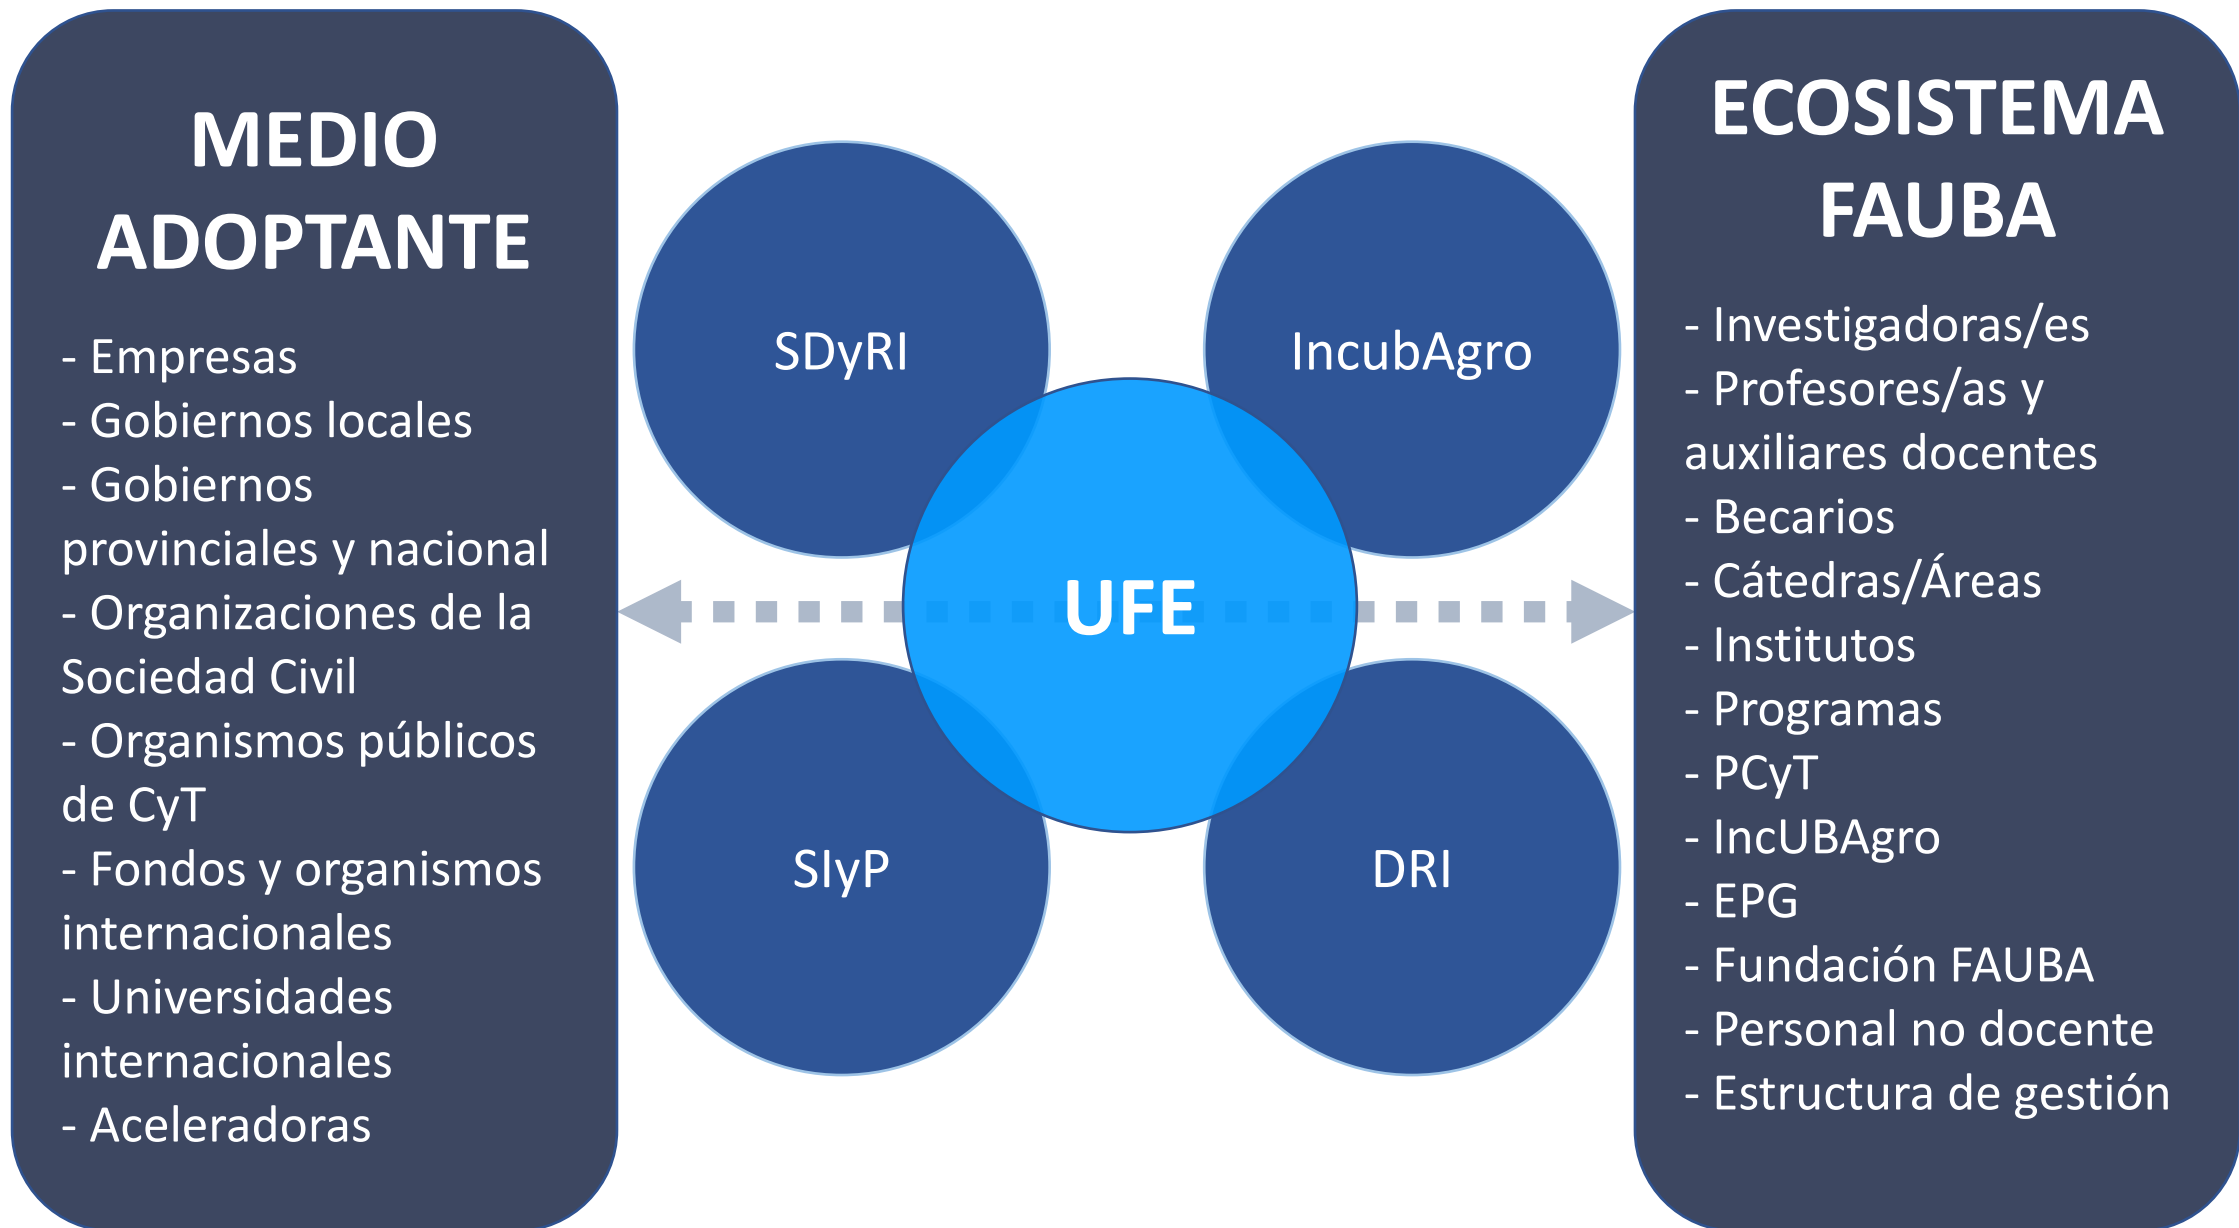 MEDIO
ADOPTANTE
- Empresas
- Gobiernos locales
- Gobiernos
provinciales y nacional
- Organizaciones de la
Sociedad Civil
- Organismos públicos
de CyT
- Fondos y organismos
internacionales
- Universidades
internacionales
- Aceleradoras
SDyRI
IncubAgro
UFE
SIyP
DRI
ECOSISTEMA
FAUBA
- Investigadoras/es
- Profesores/as y
auxiliares docentes
- Becarios
- Cátedras/Áreas
- Institutos
- Programas
- PCyT
- IncUBAgro
- EPG
- Fundación FAUBA
- Personal no docente
- Estructura de gestión